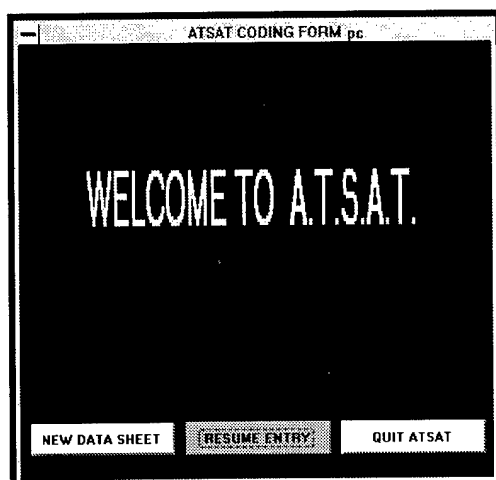 ATSAT CODING FORM pc
WELCOME TO A.T.S.A.T.
NEW DATA SHEET
RESUME ENTRY
QUIT ATSAT